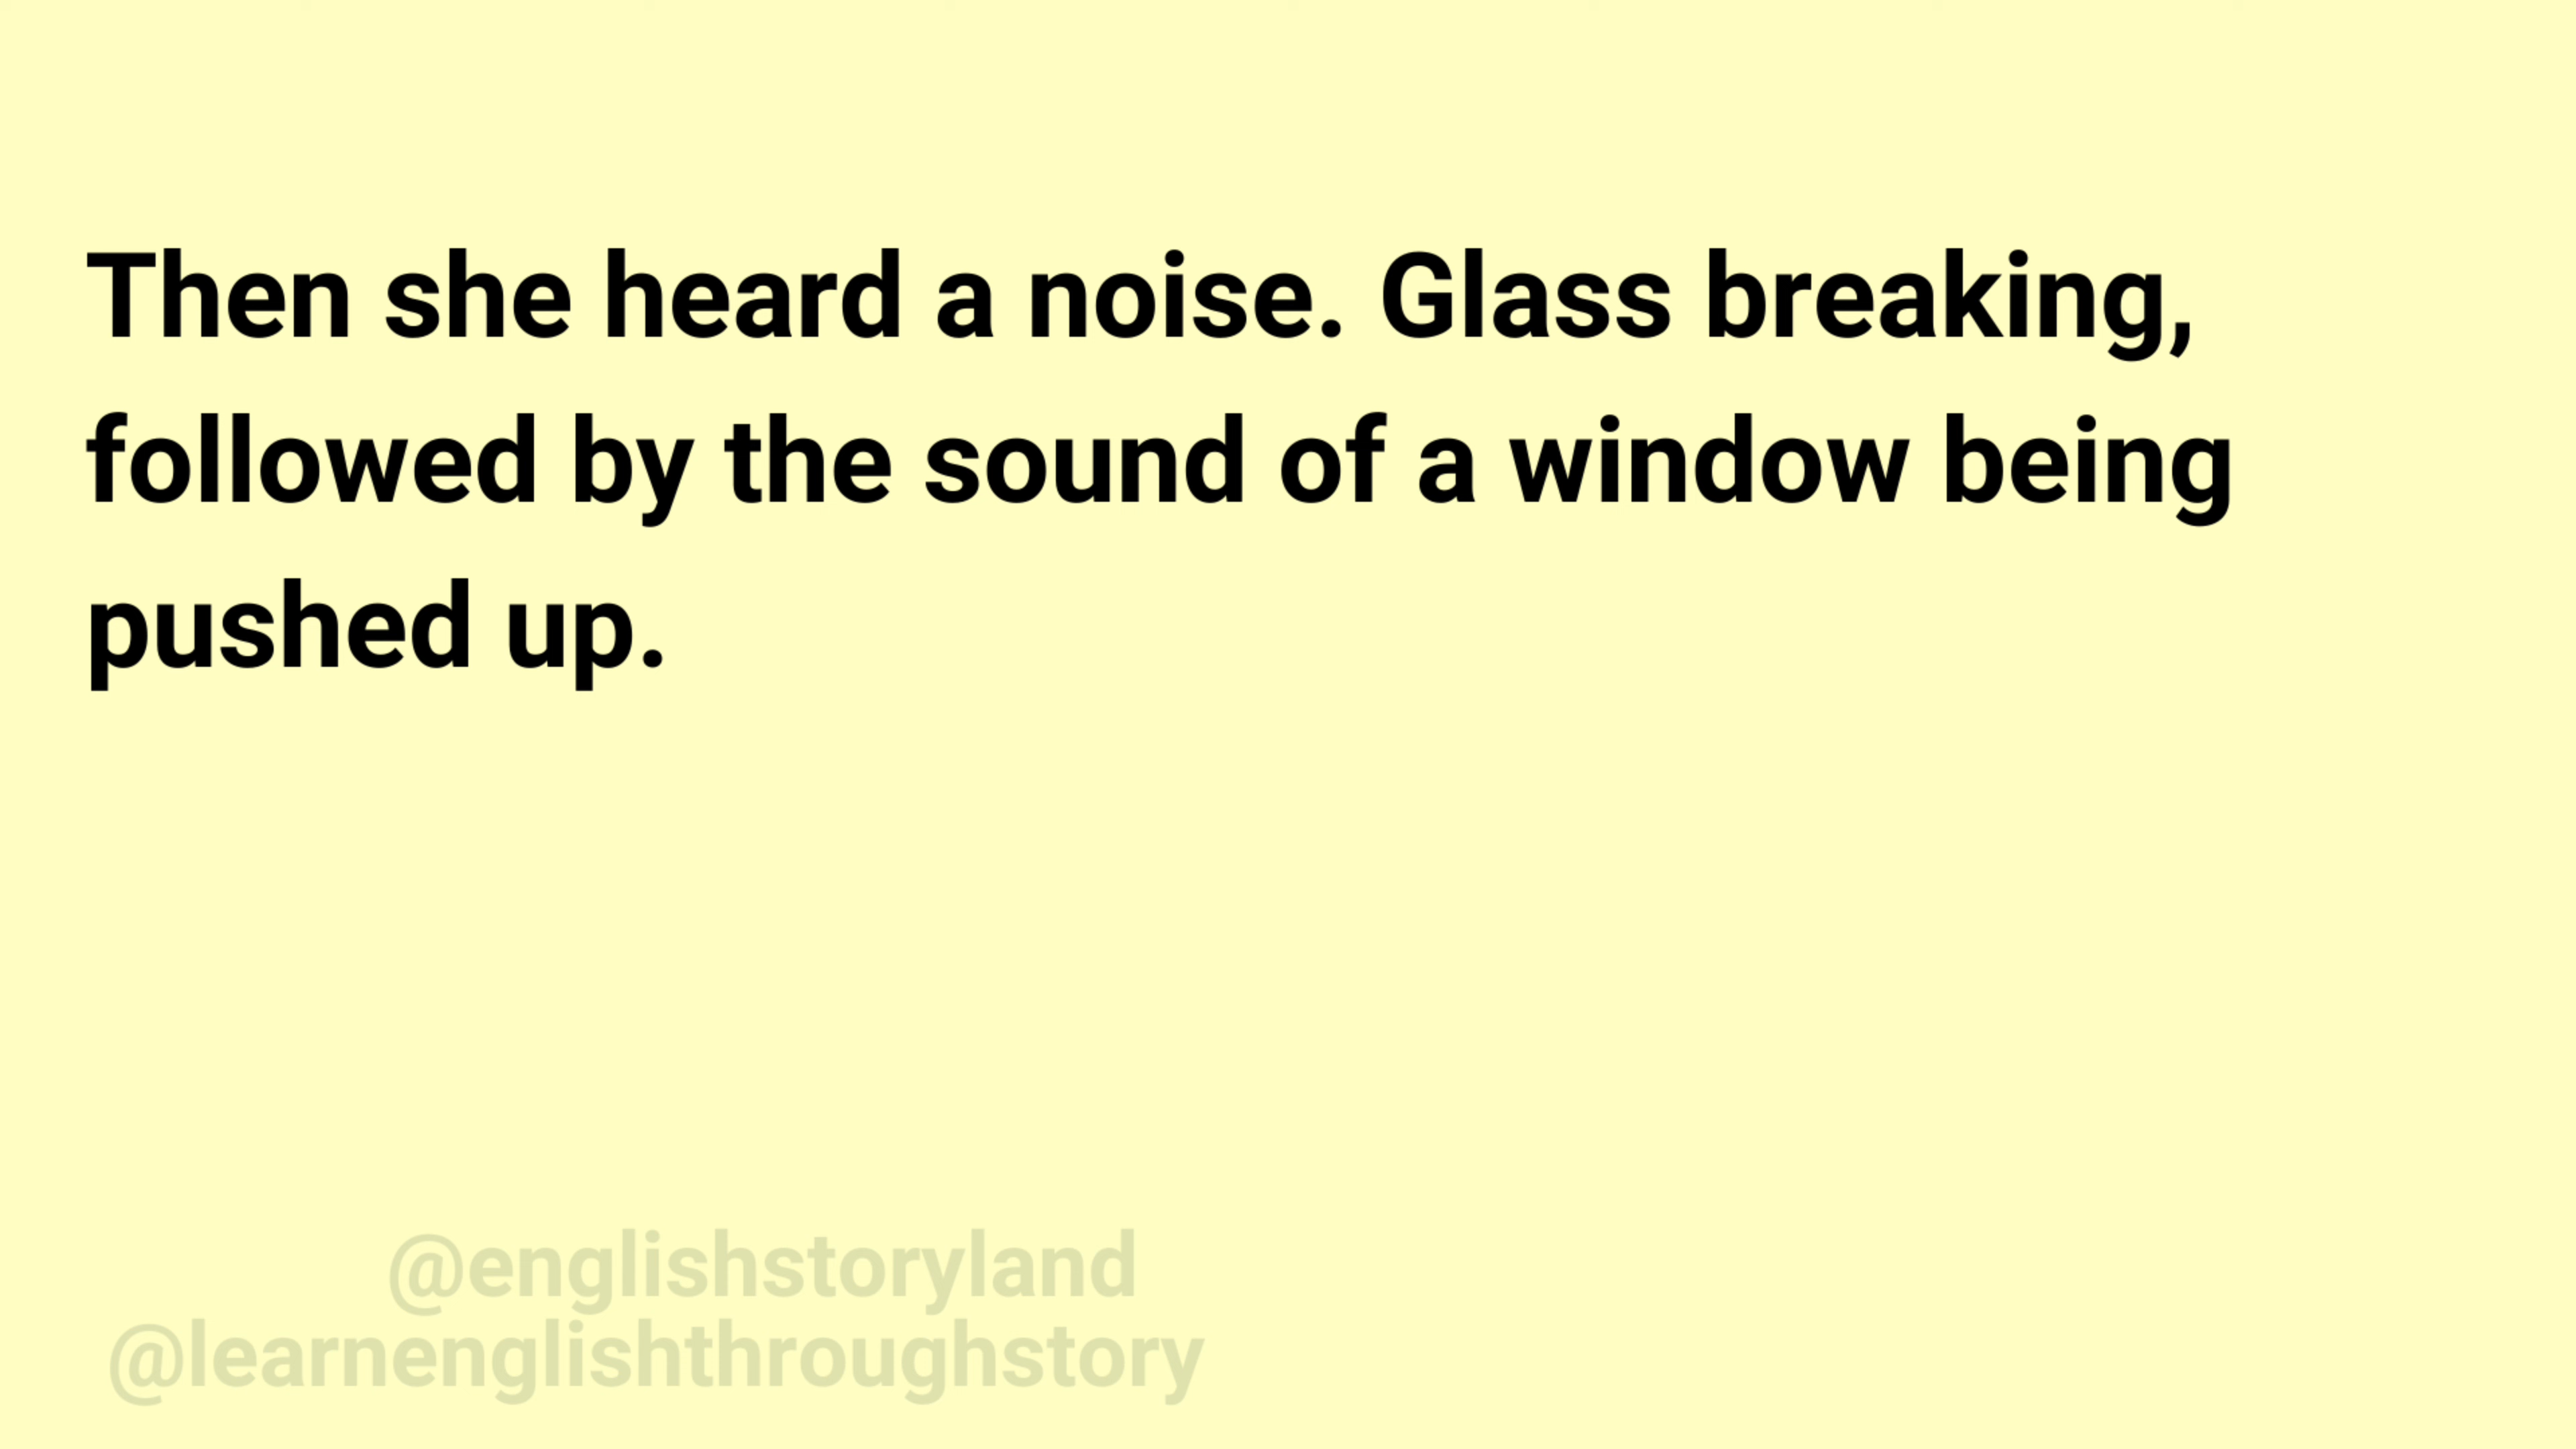 Then she heard a noise. Glass breaking,
followed by the sound of a window being
pushed up.
@englishstoryland
@learnenglishthroughstory